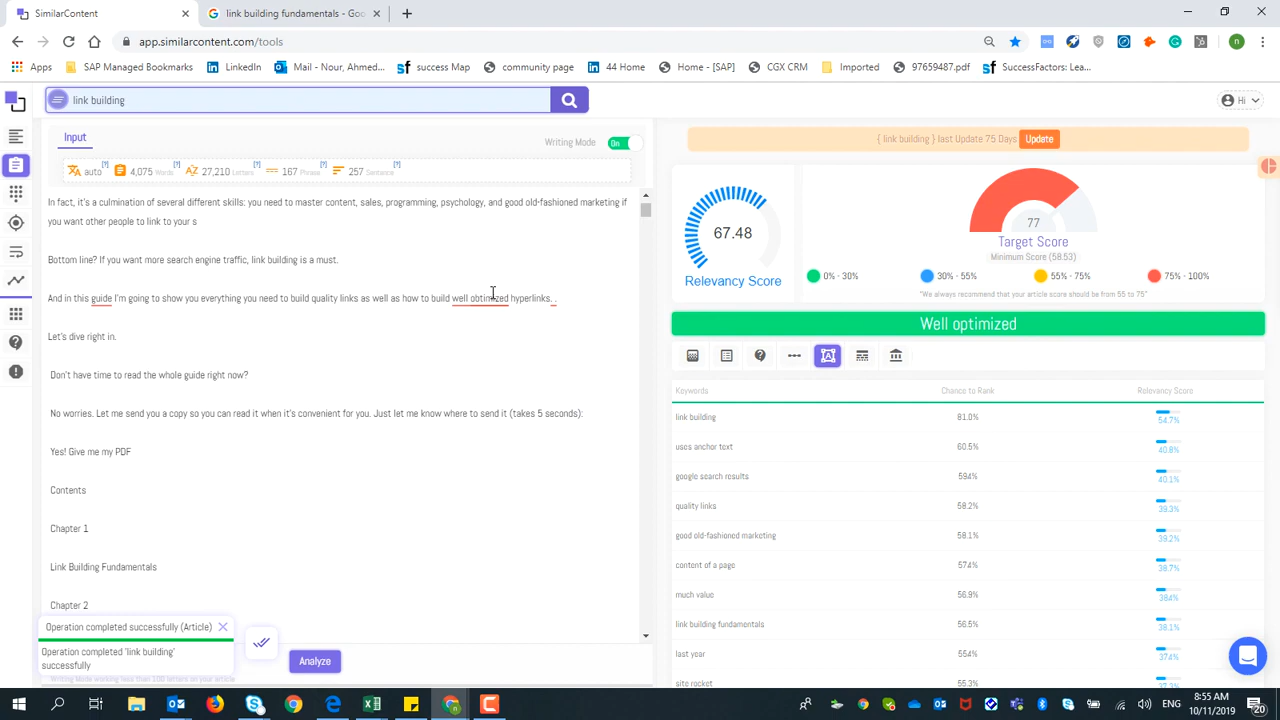 SimilarContent
link building fundamentals - Goo
app.similarcontent.com/tools
Apps
SAP Managed Bookmarks
LinkedIn
Mail - Nour, Ahmed...
success Map
community page
44 Home
Home - [SAP]
CGX CRM
Imported
97659487.pdf
SuccessFactors: Lea...
link building
Hi
Input
Writing Mode
On
auto [?]
4,075 Words [?]
27,210 Letters [?]
167 Phrase [?]
257 Sentance [?]
In fact, it's a culmination of several different skills: you need to master content, sales, programming, psychology, and good old-fashioned marketing if
you want other people to link to your s
Bottom line? If you want more search engine traffic, link building is a must.
And in this guide I'm going to show you everything you need to build quality links as well as how to build well obtimized hyperlinks. .
Let's dive right in.
Don't have time to read the whole guide right now?
No worries. Let me send you a copy so you can read it when it's convenient for you. Just let me know where to send it (takes 5 seconds):
Yes! Give me my PDF
Contents
Chapter 1
Link Building Fundamentals
Chapter 2
Operation completed successfully (Article)
Operation completed 'link building'
successfully
Analyze
Writing Mode working less than 100 letters on your article
{ link building } last Update 75 Days
Update
67.48
Relevancy Score
77
Target Score
Minimum Score (58.53)
0% - 30%
30% - 55%
55% - 75%
75% - 100%
"We always recommend that your article score should be from 55 to 75"
Well optimized
Keywords
Chance to Rank
Relevancy Score
link building
81.0%
54.7%
uses anchor text
60.5%
40.8%
google search results
59.4%
40.1%
quality links
58.2%
39.3%
good old-fashioned marketing
58.1%
39.2%
content of a page
57.4%
38.7%
much value
56.9%
38.4%
link building fundamentals
56.5%
38.1%
last year
55.4%
37.4%
site rocket
55.3%
37.3%
ENG
8:55 AM
10/11/2019
20